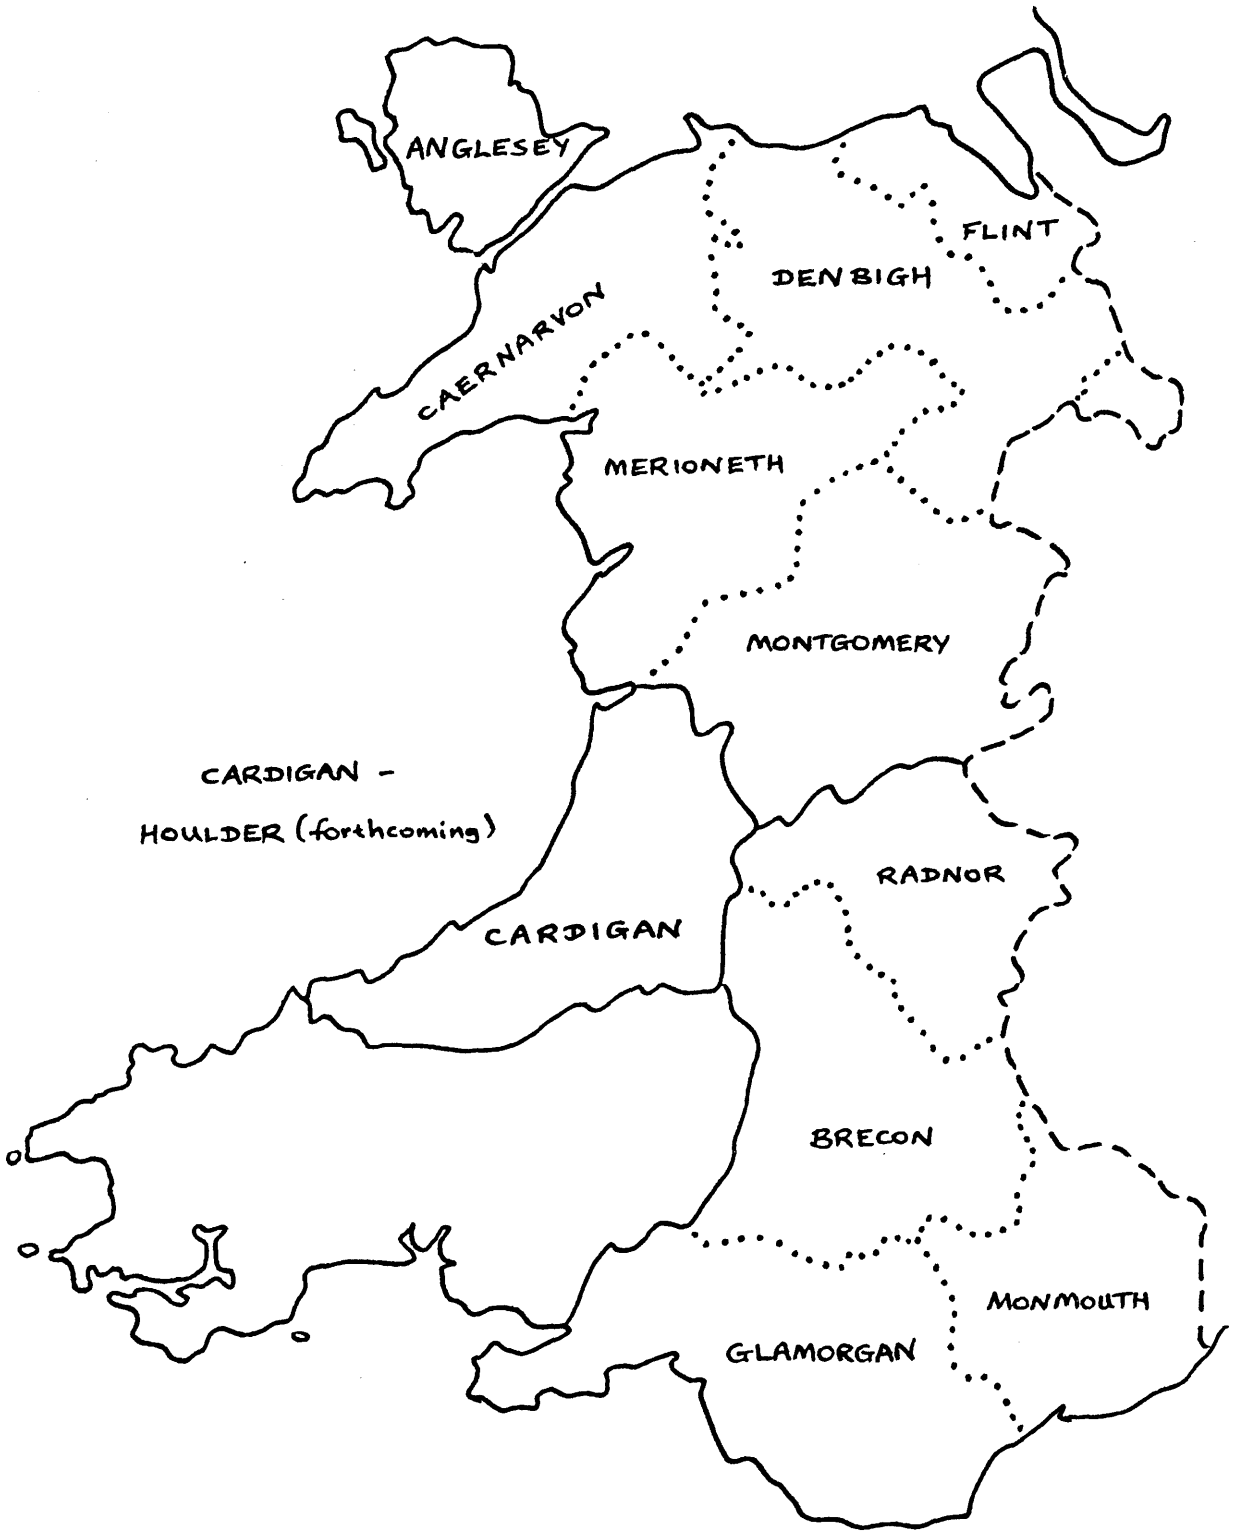 ANGLESEY
FLINT
DENBIGH
CAERNARVON
MERIONETH
MONTGOMERY
CARDIGAN -
HOULDER (forthcoming)
RADNOR
CARDIGAN
BRECON
MONMOUTH
GLAMORGAN